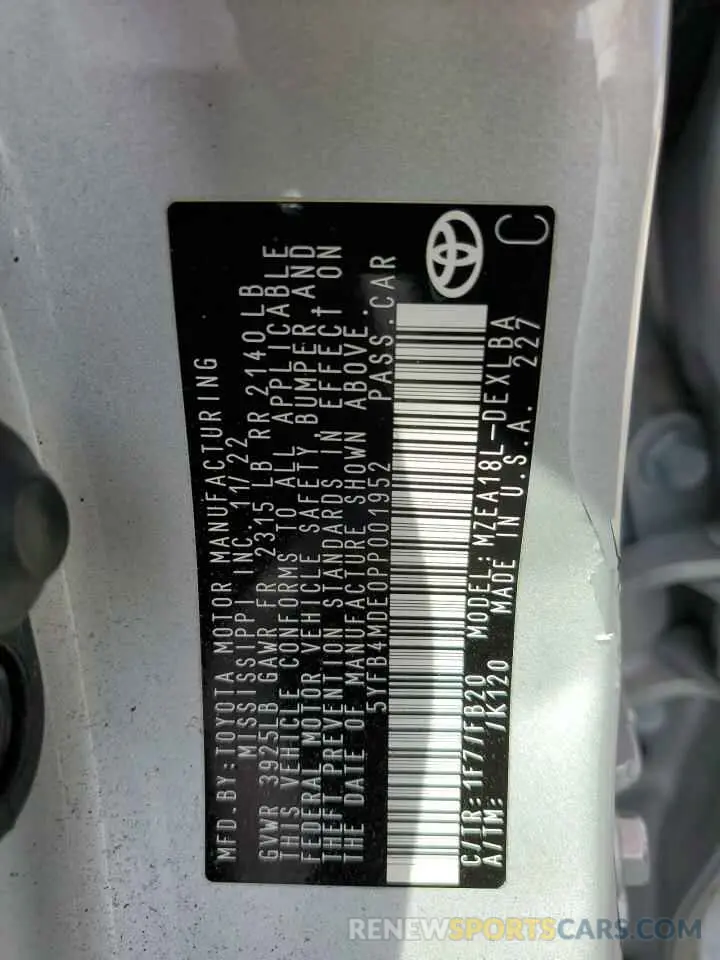 MFD. BY: TOYOTA MOTOR MANUFACTURING
MISSISSIPPI INC. 11/22
GVWR 3925LB GAWR FR 2315 LB RR 2140 LB
THIS VEHICLE CONFORMS TO ALL APPLICABLE
FEDERAL MOTOR VEHICLE SAFETY, BUMPER, AND
THEFT PREVENTION STANDARDS IN EFFECT ON
THE DATE OF MANUFACTURE SHOWN ABOVE.
5YFB4MDE0PP001952 PASS. CAR
C/TR: 1F7/FB20 MODEL: MZEA18L-DEXLBA
A/TM: /K120 MADE IN U.S.A. 227 C
RENEWSPORTCARS.COM